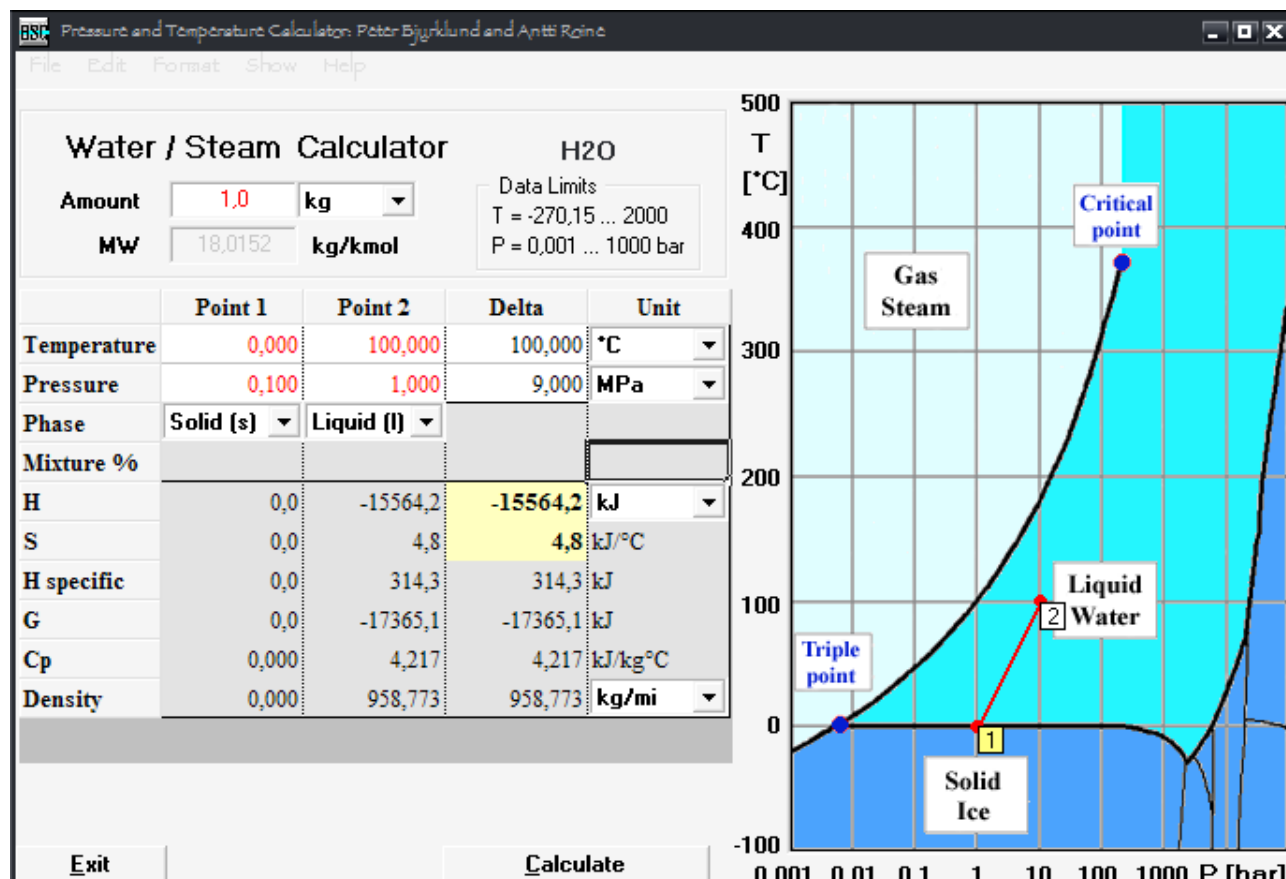 HSC Pressure and Temperature Calculator: Peter Bjurklund and Antti Roine
File Edit Format Show Help
Water / Steam Calculator H2O
Amount 1,0 kg
MW 18,0152 kg/kmol
Data Limits
T = -270,15 ... 2000
P = 0,001 ... 1000 bar
Point 1 Point 2 Delta Unit
Temperature 0,000 100,000 100,000 °C
Pressure 0,100 1,000 9,000 MPa
Phase Solid (s) Liquid (l)
Mixture %
H 0,0 -15564,2 -15564,2 kJ
S 0,0 4,8 4,8 kJ/°C
H specific 0,0 314,3 314,3 kJ
G 0,0 -17365,1 -17365,1 kJ
Cp 0,000 4,217 4,217 kJ/kg°C
Density 0,000 958,773 958,773 kg/mi
Exit Calculate
500
T
[°C]
400
300
200
100
0
-100
Critical
point
Gas
Steam
Liquid
2 Water
Triple
point
1
Solid
Ice
0.001 0.01 0.1 1 10 100 1000 P [bar]